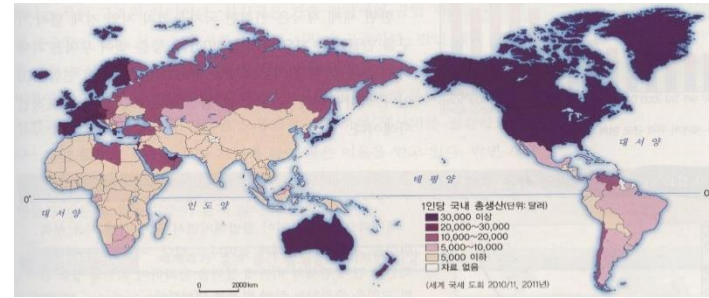 대서양
0°
태평양
대서양
인도양
1인당 국내 총생산(단위: 달러)
30,000 이상
20,000~30,000
10,000~20,000
5,000~10,000
5,000 이하
자료 없음
0 2000km
(세계 국세 도회 2010/11, 2011년)
0°